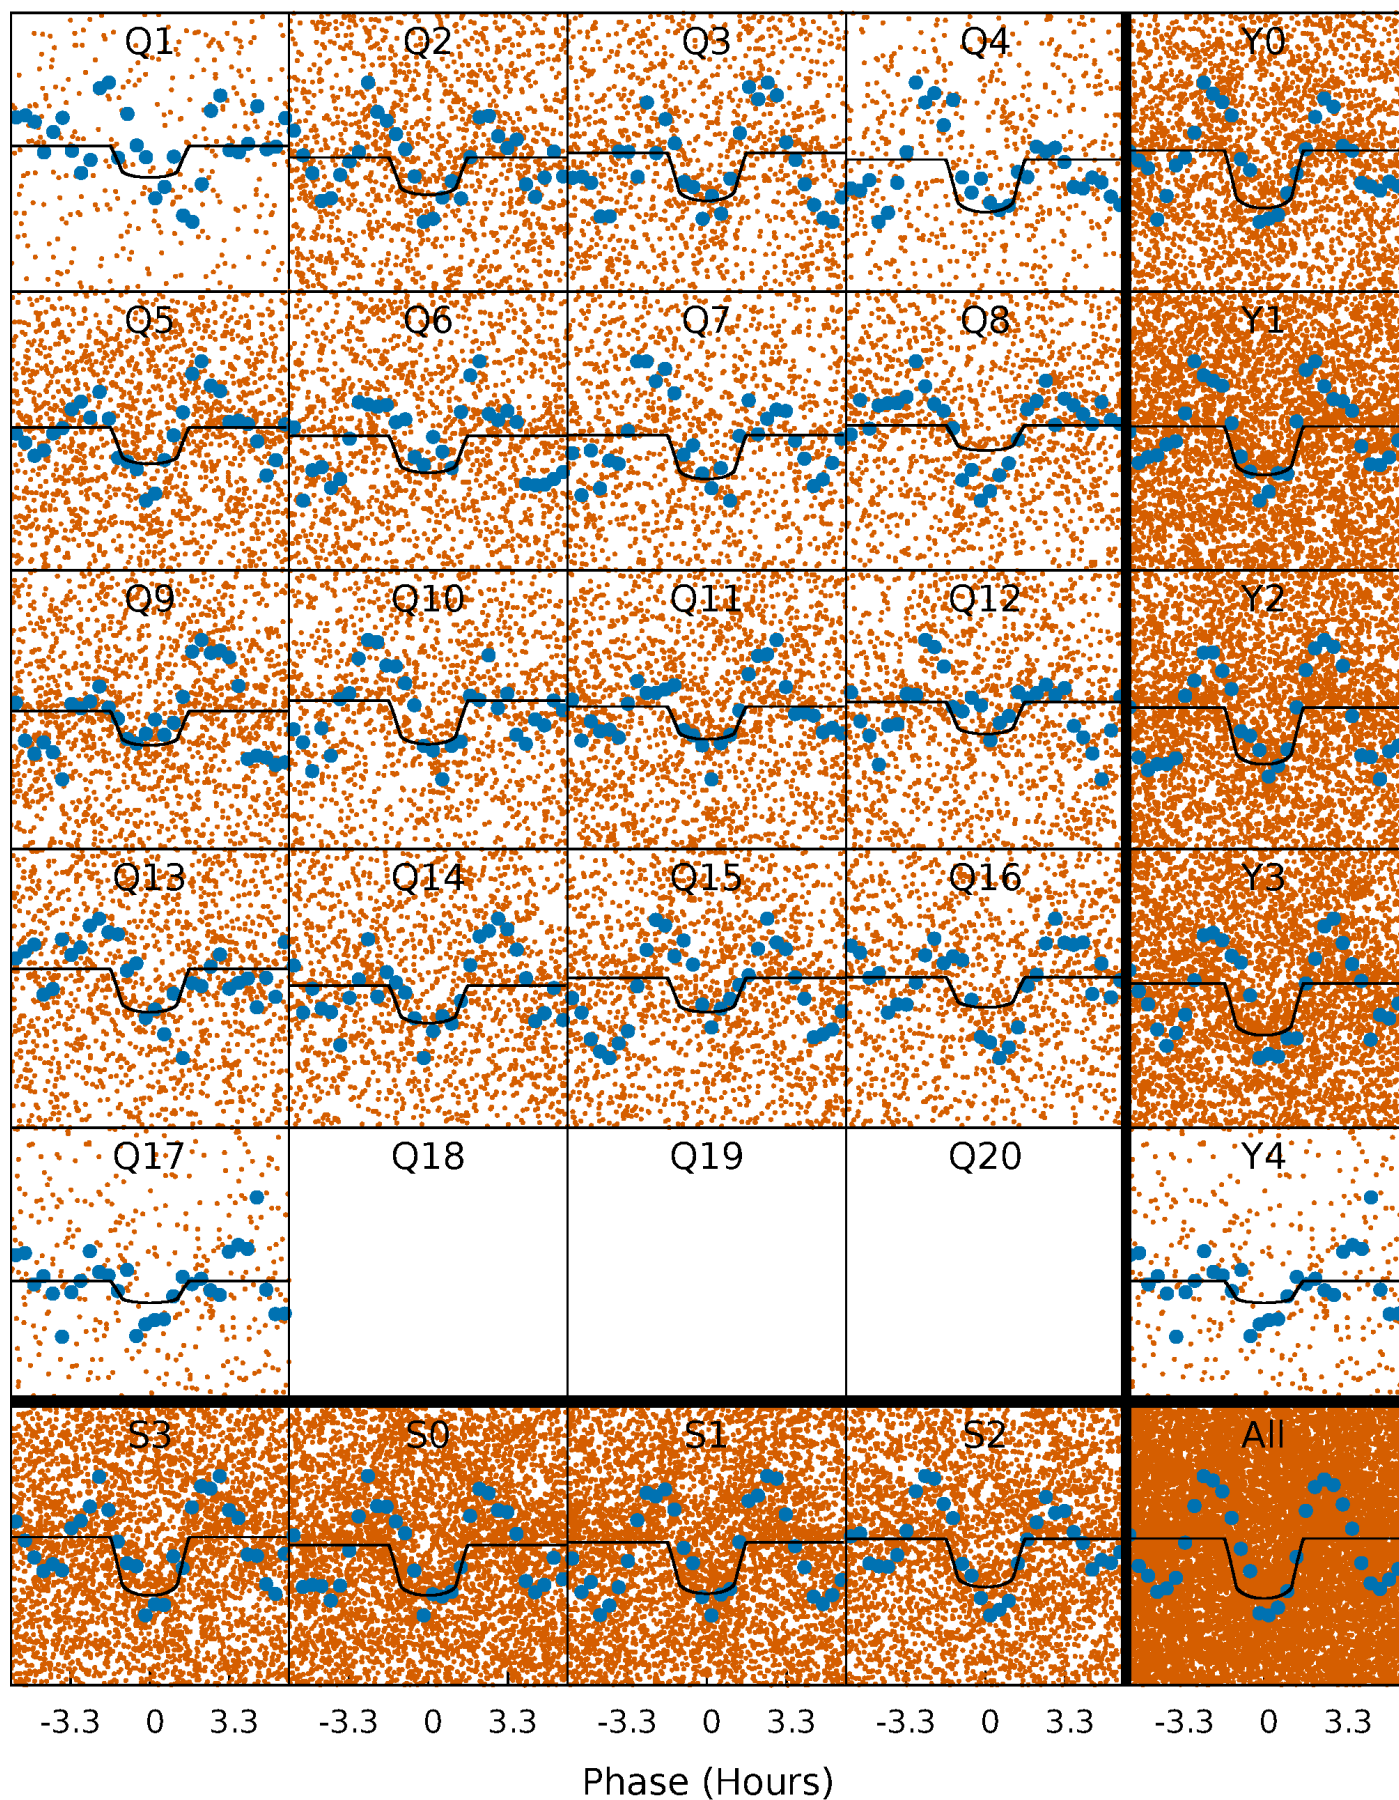 Q1 Q2 Q3 Q4 Y0
Q5 Q6 Q7 Q8 Y1
Q9 Q10 Q11 Q12 Y2
Q13 Q14 Q15 Q16 Y3
Q17 Q18 Q19 Q20 Y4
S3 S0 S1 S2 All
-3.3 0 3.3 -3.3 0 3.3 -3.3 0 3.3 -3.3 0 3.3 -3.3 0 3.3
Phase (Hours)